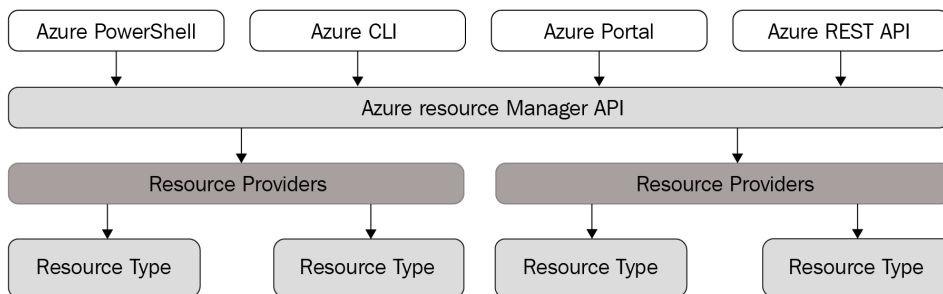 Azure PowerShell
Azure CLI
Azure Portal
Azure REST API
Azure resource Manager API
Resource Providers
Resource Providers
Resource Type
Resource Type
Resource Type
Resource Type